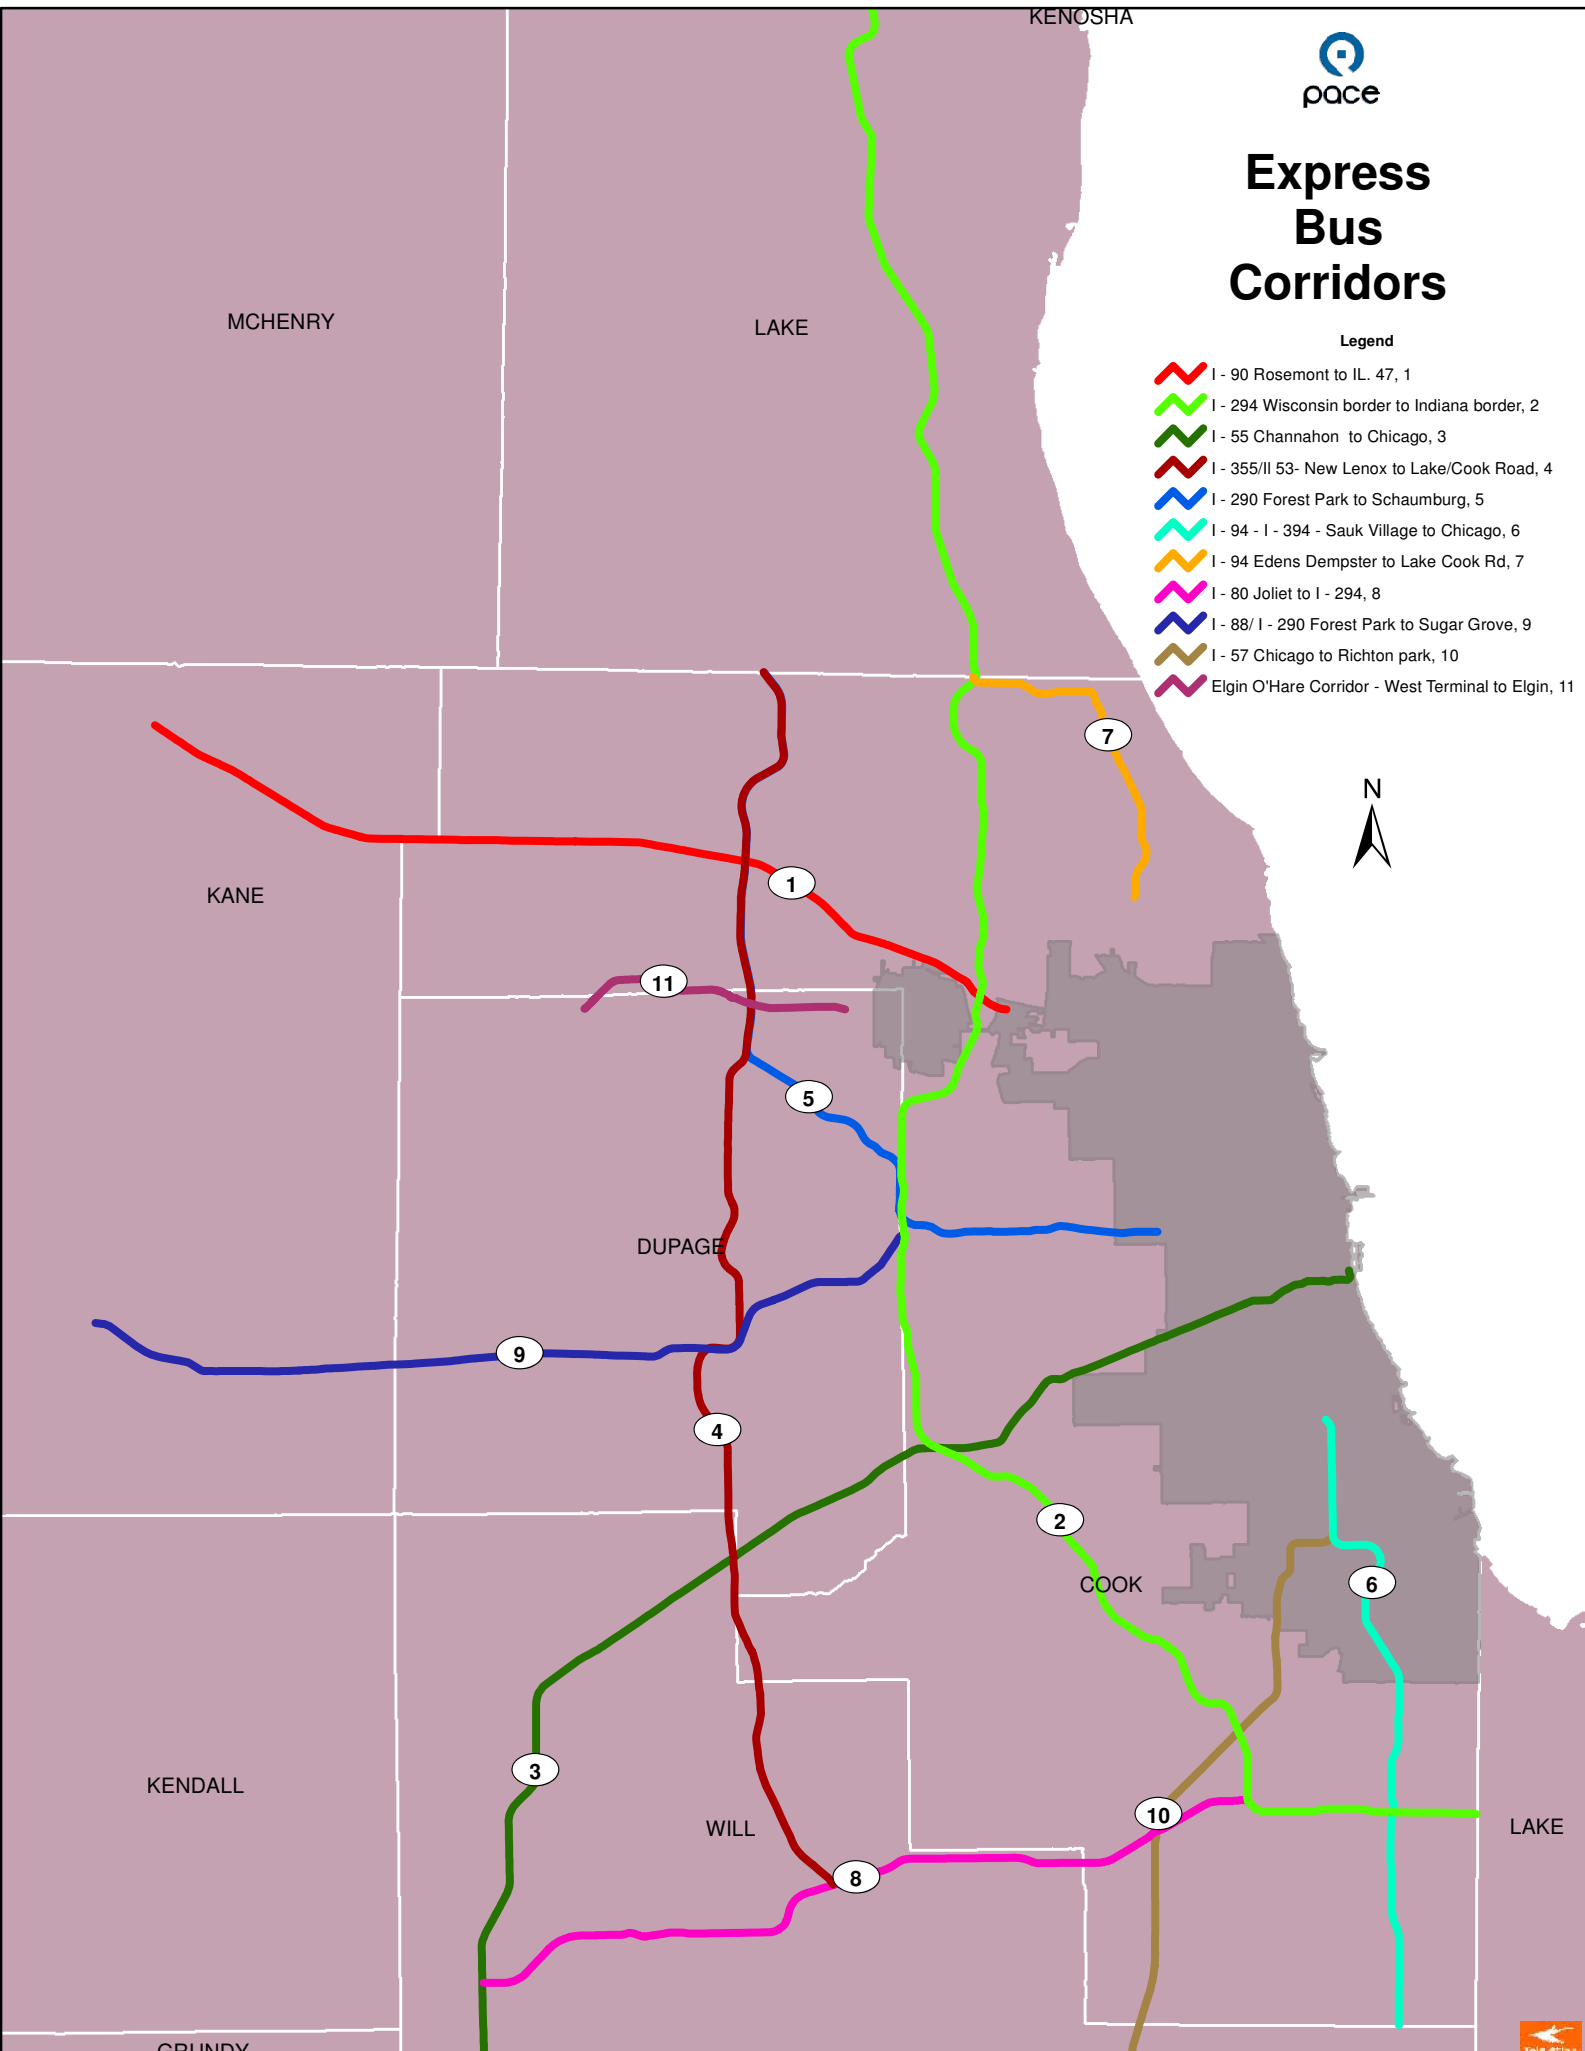 KENOSHA
pace
Express
Bus
Corridors
MCHENRY
LAKE
Legend
I - 90 Rosemont to IL. 47, 1
I - 294 Wisconsin border to Indiana border, 2
I - 55 Channahon  to Chicago, 3
I - 355/Il 53- New Lenox to Lake/Cook Road, 4
I - 290 Forest Park to Schaumburg, 5
I - 94 - I - 394 - Sauk Village to Chicago, 6
I - 94 Edens Dempster to Lake Cook Rd, 7
I - 80 Joliet to I - 294, 8
I - 88/ I - 290 Forest Park to Sugar Grove, 9
I - 57 Chicago to Richton park, 10
Elgin O'Hare Corridor - West Terminal to Elgin, 11
7
N
1
KANE
11
5
DUPAGE
9
4
2
COOK
6
3
KENDALL
10
WILL
LAKE
8
GRUNDY